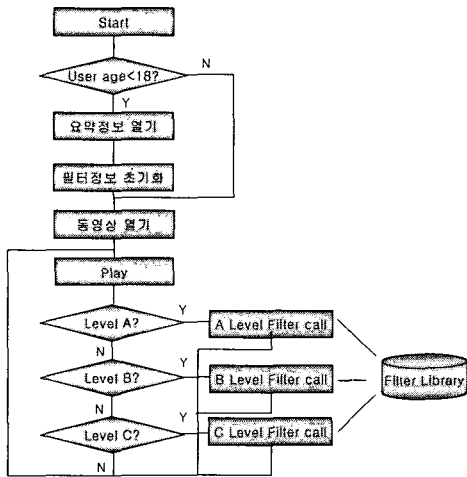 Start
User age<18?
N
Y
요약정보 열기
필터정보 초기화
동영상 열기
Play
Level A?
Y
A Level Filter call
N
Level B?
Y
B Level Filter call
Filter Library
N
Level C?
Y
C Level Filter call
N